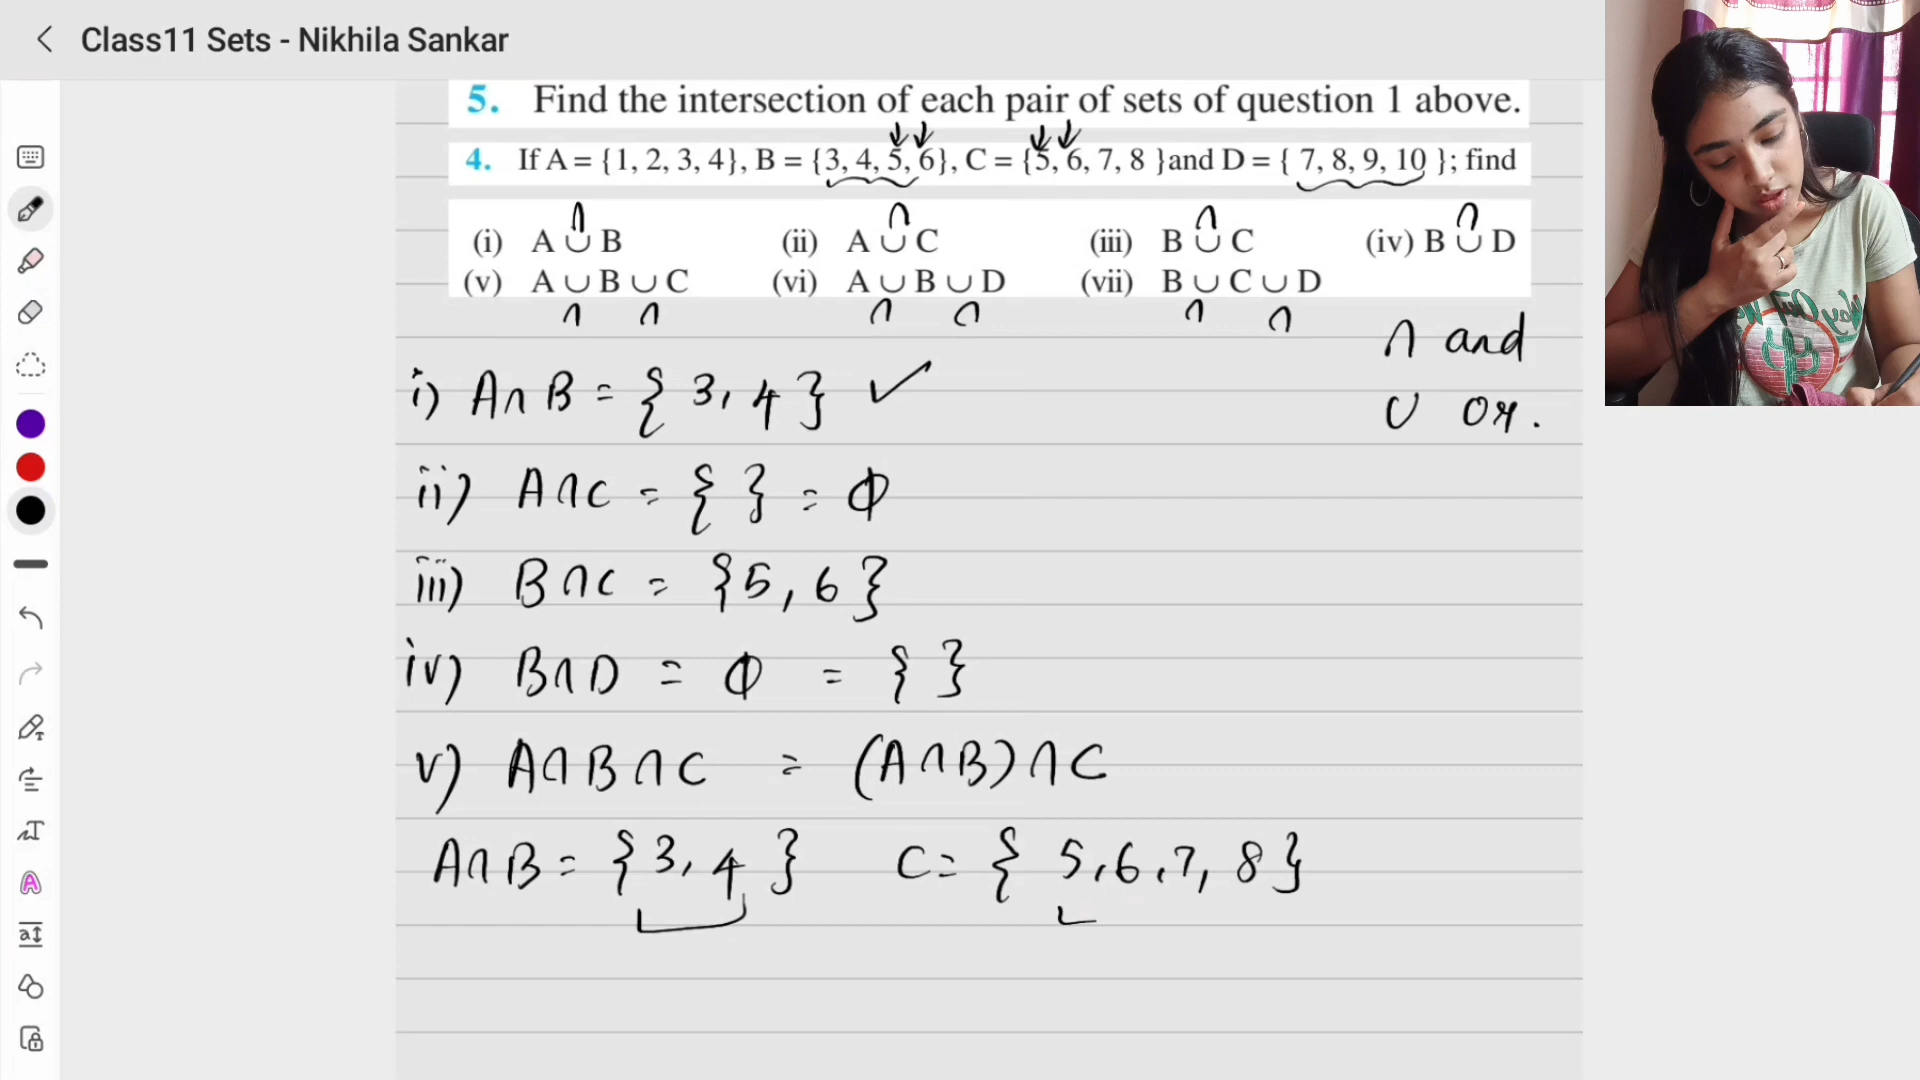 Class11 Sets - Nikhila Sankar
5. Find the intersection of each pair of sets of question 1 above.
↓↓ ↓↓
4. If A = {1, 2, 3, 4}, B = {3, 4, 5, 6}, C = {5, 6, 7, 8 }and D = { 7, 8, 9, 10 }; find
∩ ∩ ∩ ∩
(i) A ∪ B (ii) A ∪ C (iii) B ∪ C (iv) B ∪ D
(v) A ∪ B ∪ C (vi) A ∪ B ∪ D (vii) B ∪ C ∪ D
∩ ∩ ∩ ∩ ∩ ∩
∩ and
∪ or.
i) A∩B = { 3, 4 } ✓
ii) A∩C = { } = Φ
iii) B∩C = {5, 6}
iv) B∩D = Φ = { }
v) A∩B∩C = (A∩B)∩C
A∩B = {3, 4 } C = { 5, 6, 7, 8}